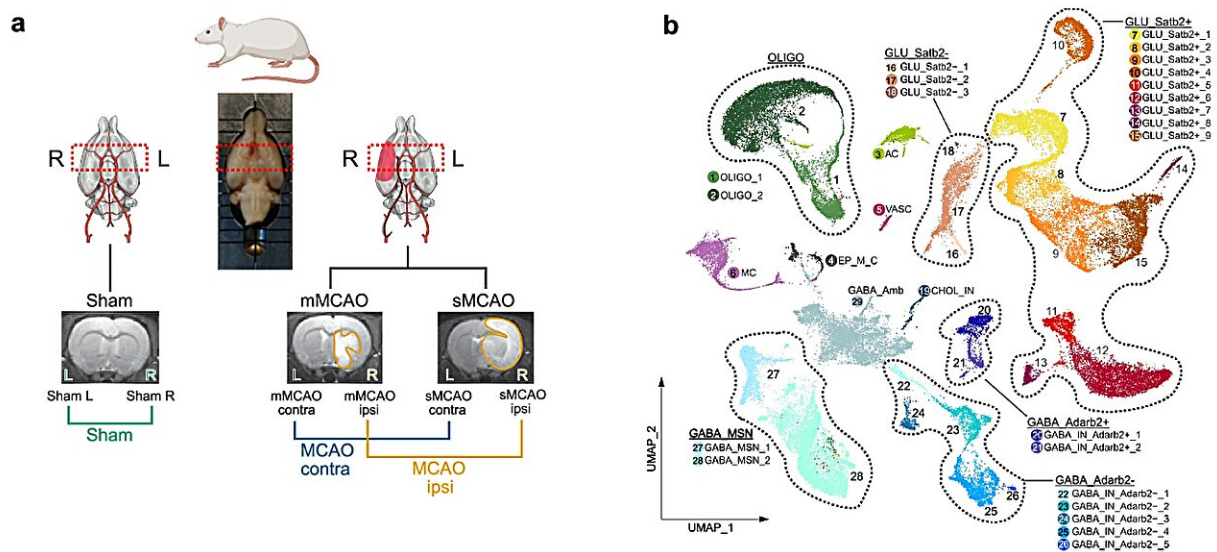 a
R
L
R
L
Sham
mMCAO
sMCAO
L
R
L
R
L
R
Sham L
Sham R
mMCAO
contra
mMCAO
ipsi
sMCAO
contra
sMCAO
ipsi
Sham
MCAO
contra
MCAO
ipsi
b
OLIGO
2
1
1 OLIGO_1
2 OLIGO_2
GLU_Satb2-
16 GLU_Satb2-_1
17 GLU_Satb2-_2
18 GLU_Satb2-_3
3 AC
5 VASC
18
17
16
GLU_Satb2+
7 GLU_Satb2+_1
8 GLU_Satb2+_2
9 GLU_Satb2+_3
10 GLU_Satb2+_4
11 GLU_Satb2+_5
12 GLU_Satb2+_6
13 GLU_Satb2+_7
14 GLU_Satb2+_8
15 GLU_Satb2+_9
10
7
8
14
9
15
11
12
13
6 MC
4 EP_M_C
GABA_Amb
29
19 CHOL_IN
20
21
GABA_Adarb2+
20 GABA_IN_Adarb2+_1
21 GABA_IN_Adarb2+_2
27
28
GABA_MSN
27 GABA_MSN_1
28 GABA_MSN_2
22
24
23
25
26
GABA_Adarb2-
22 GABA_IN_Adarb2-_1
23 GABA_IN_Adarb2-_2
24 GABA_IN_Adarb2-_3
25 GABA_IN_Adarb2-_4
26 GABA_IN_Adarb2-_5
UMAP_2
UMAP_1